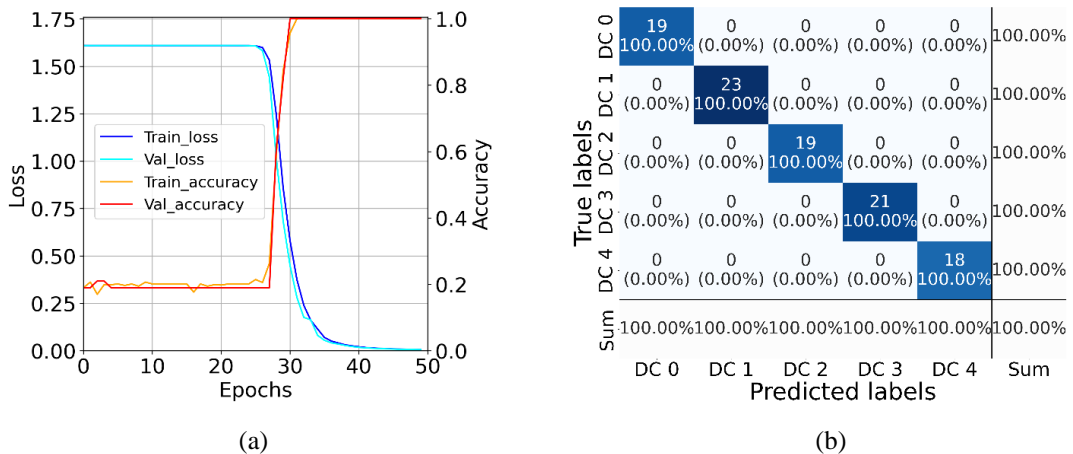 1.75
1.50
1.25
1.00
0.75
0.50
0.25
0.00
Loss
1.0
0.8
0.6
0.4
0.2
0.0
Accuracy
Train_loss
Val_loss
Train_accuracy
Val_accuracy
0 10 20 30 40 50
Epochs
(a)
True labels
DC 0 19 0 0 0 0
100.00% (0.00%) (0.00%) (0.00%) (0.00%) 100.00%
DC 1 0 23 0 0 0
(0.00%) 100.00% (0.00%) (0.00%) (0.00%) 100.00%
DC 2 0 0 19 0 0
(0.00%) (0.00%) 100.00% (0.00%) (0.00%) 100.00%
DC 3 0 0 0 21 0
(0.00%) (0.00%) (0.00%) 100.00% (0.00%) 100.00%
DC 4 0 0 0 0 18
(0.00%) (0.00%) (0.00%) (0.00%) 100.00% 100.00%
Sum 100.00% 100.00% 100.00% 100.00% 100.00% 100.00%
DC 0 DC 1 DC 2 DC 3 DC 4 Sum
Predicted labels
(b)